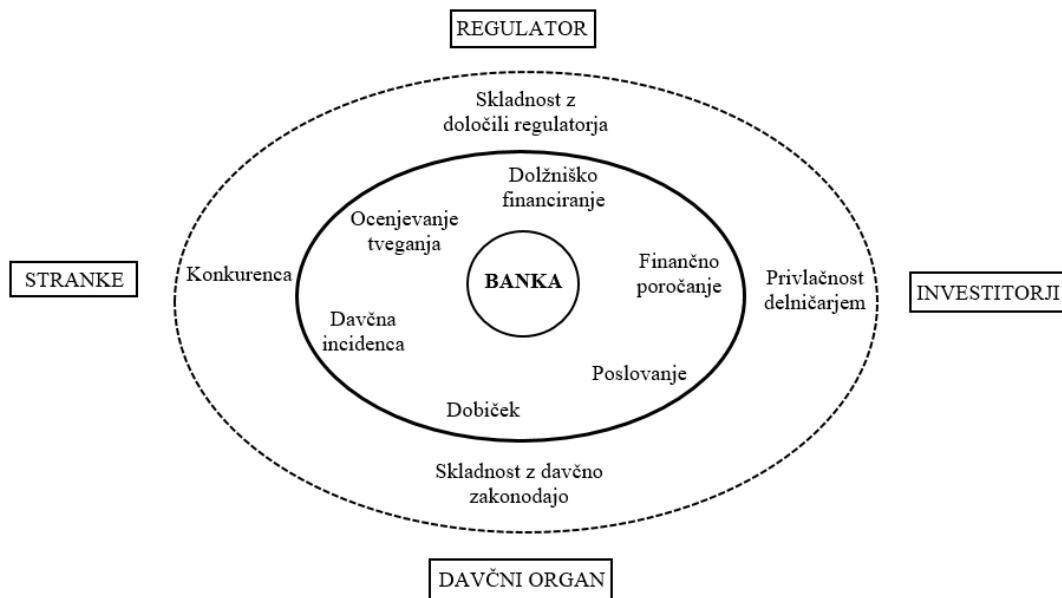 REGULATOR
Skladnost z
določili regulatorja
Dolžniško
financiranje
Ocenjevanje
tveganja
STRANKE
Konkurenca
BANKA
Finančno
poročanje
Privlačnost
delničarjem
INVESTITORJI
Davčna
incidenca
Poslovanje
Dobiček
Skladnost z davčno
zakonodajo
DAVČNI ORGAN